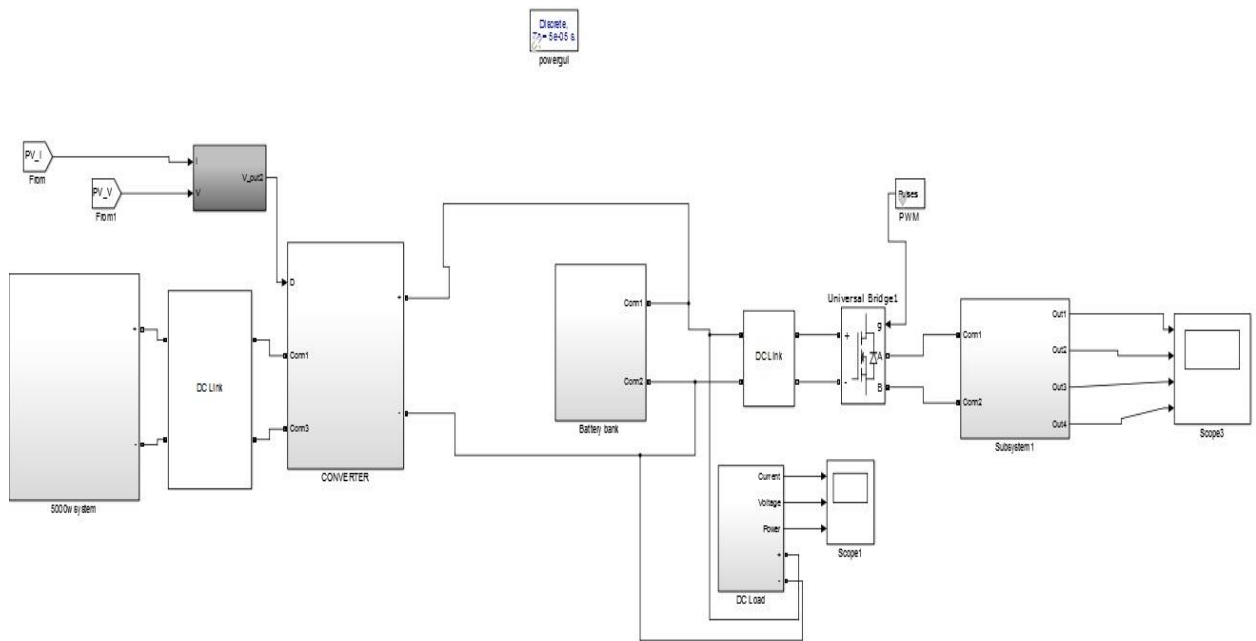 Discrete,
Ts = 5e-05 s.
powergui
PV_I
From
PV_V
From1
I
V
V_out2
D
+
-
Conn1
Conn3
CONVERTER
+
-
5000w system
DC Link
Conn1
Conn2
Battery bank
DC Link
Pulses
PWM
Universal Bridge1
g
+
A
-
B
Conn1
Conn2
Out1
Out2
Out3
Out4
Subsystem1
Scope3
Current
Voltage
Power
+
-
DC Load
Scope1